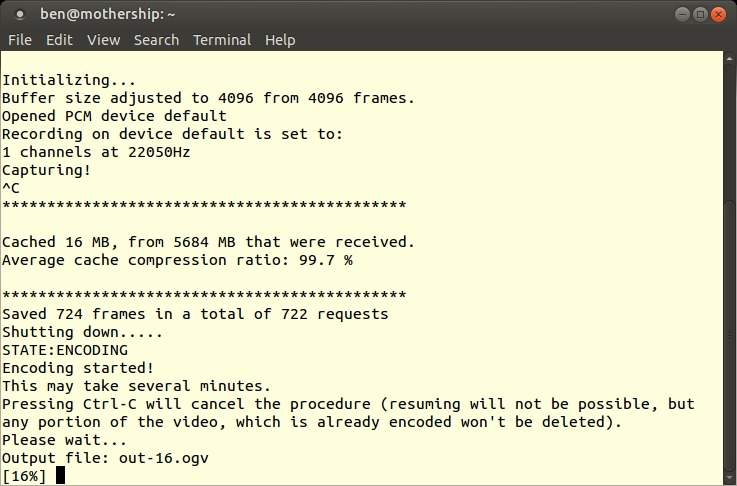 ben@mothership: ~
File Edit View Search Terminal Help
Initializing...
Buffer size adjusted to 4096 from 4096 frames.
Opened PCM device default
Recording on device default is set to:
1 channels at 22050Hz
Capturing!
^C
*********************************************
Cached 16 MB, from 5684 MB that were received.
Average cache compression ratio: 99.7 %
*********************************************
Saved 724 frames in a total of 722 requests
Shutting down.....
STATE:ENCODING
Encoding started!
This may take several minutes.
Pressing Ctrl-C will cancel the procedure (resuming will not be possible, but
any portion of the video, which is already encoded won't be deleted).
Please wait...
Output file: out-16.ogv
[16%]